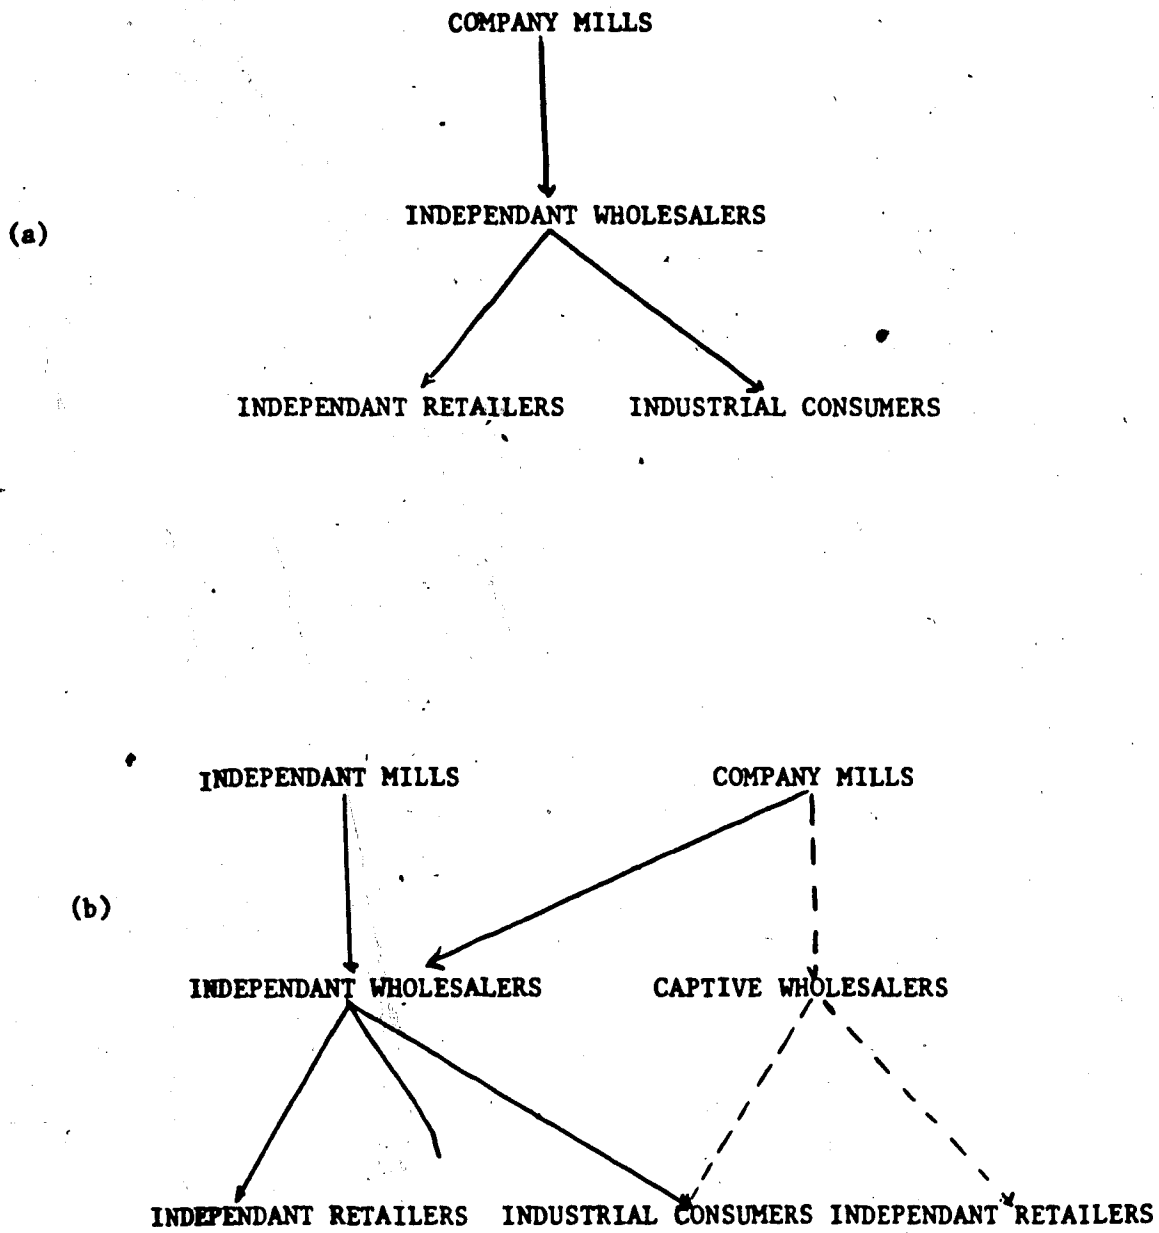 COMPANY MILLS
INDEPENDANT WHOLESALERS
(a)
INDEPENDANT RETAILERS INDUSTRIAL CONSUMERS
INDEPENDANT MILLS COMPANY MILLS
(b)
INDEPENDANT WHOLESALERS CAPTIVE WHOLESALERS
INDEPENDANT RETAILERS INDUSTRIAL CONSUMERS INDEPENDANT RETAILERS